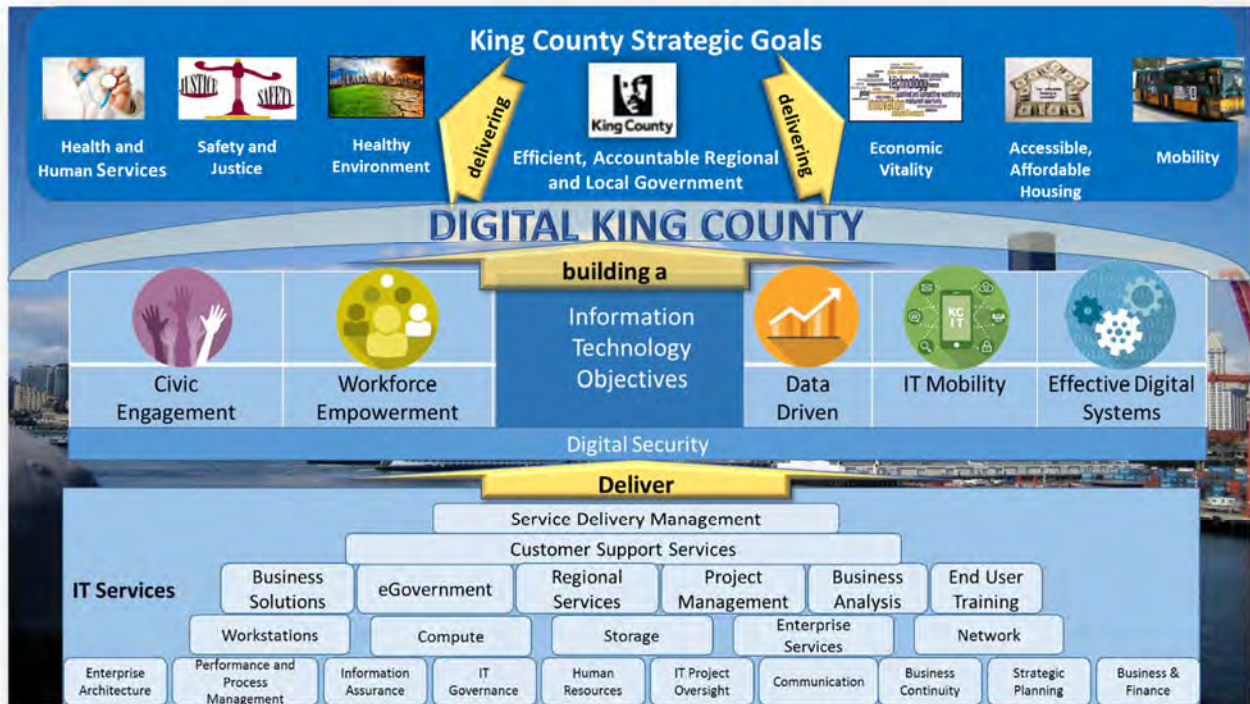 King County Strategic Goals
JUSTICE
SAFETY
technology
innovation
King County
delivering
delivering
Health and
Human Services
Safety and
Justice
Healthy
Environment
Efficient, Accountable Regional
and Local Government
Economic
Vitality
Accessible,
Affordable
Housing
Mobility
DIGITAL KING COUNTY
building a
Information
Technology
Objectives
KC
IT
Civic
Engagement
Workforce
Empowerment
Data
Driven
IT Mobility
Effective Digital
Systems
Digital Security
Deliver
Service Delivery Management
Customer Support Services
IT Services
Business
Solutions
eGovernment
Regional
Services
Project
Management
Business
Analysis
End User
Training
Workstations
Compute
Storage
Enterprise
Services
Network
Enterprise
Architecture
Performance and
Process
Management
Information
Assurance
IT
Governance
Human
Resources
IT Project
Oversight
Communication
Business
Continuity
Strategic
Planning
Business &
Finance